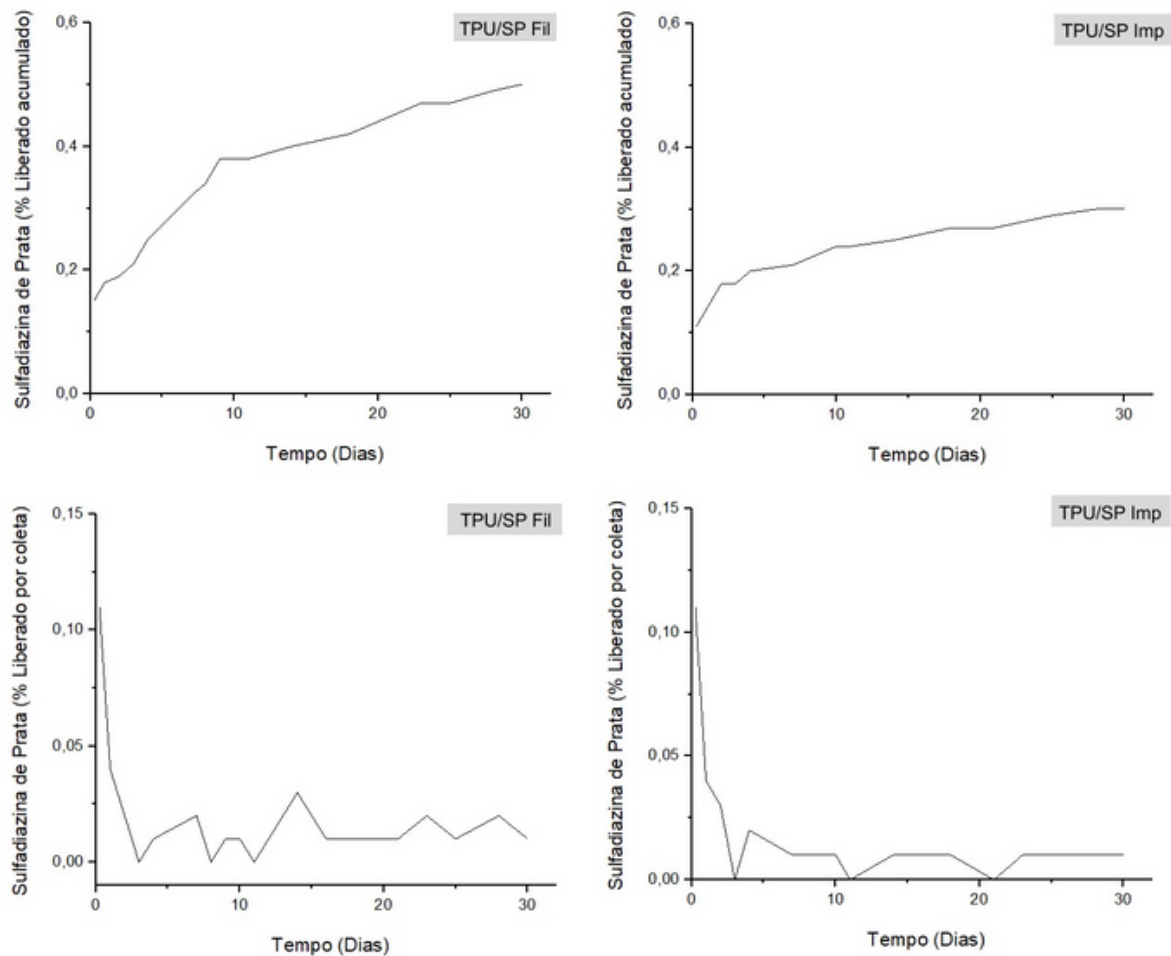 TPU/SP Fil
Sulfadiazina de Prata (% Liberado acumulado)
0,6
0,4
0,2
0,0
0 10 20 30
Tempo (Dias)
TPU/SP Imp
Sulfadiazina de Prata (% Liberado acumulado)
0,6
0,4
0,2
0,0
0 10 20 30
Tempo (Dias)
TPU/SP Fil
Sulfadiazina de Prata (% Liberado por coleta)
0,15
0,10
0,05
0,00
0 10 20 30
Tempo (Dias)
TPU/SP Imp
Sulfadiazina de Prata (% Liberado por coleta)
0,15
0,10
0,05
0,00
0 10 20 30
Tempo (Dias)